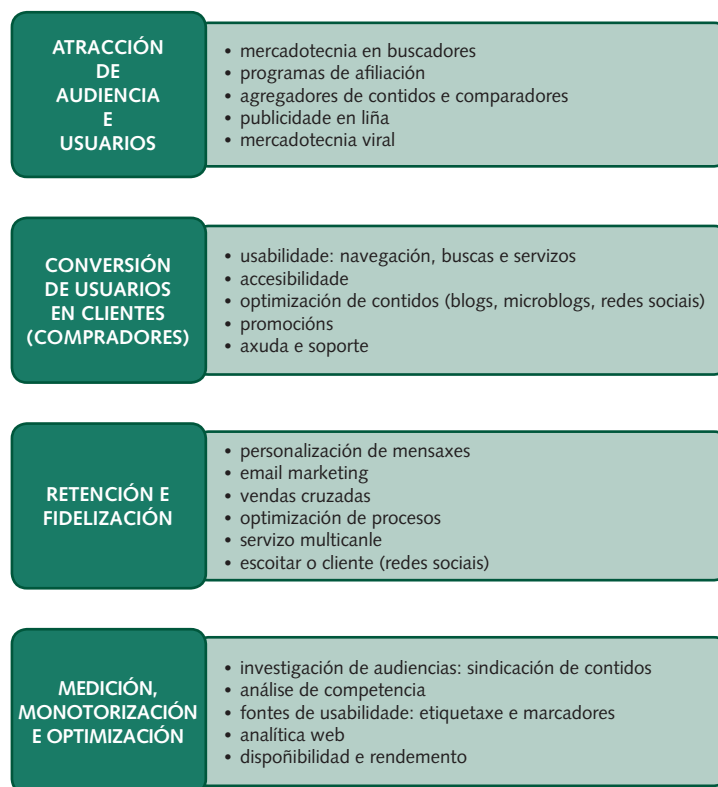 ATRACCIÓN
DE
AUDIENCIA
E
USUARIOS
• mercadotecnia en buscadores
• programas de afiliación
• agregadores de contidos e comparadores
• publicidade en liña
• mercadotecnia viral
CONVERSIÓN
DE USUARIOS
EN CLIENTES
(COMPRADORES)
• usabilidade: navegación, buscas e servizos
• accesibilidade
• optimización de contidos (blogs, microblogs, redes sociais)
• promocións
• axuda e soporte
RETENCIÓN E
FIDELIZACIÓN
• personalización de mensaxes
• email marketing
• vendas cruzadas
• optimización de procesos
• servizo multicanle
• escoitar o cliente (redes sociais)
MEDICIÓN,
MONOTORIZACIÓN
E OPTIMIZACIÓN
• investigación de audiencias: sindicación de contidos
• análise de competencia
• fontes de usabilidade: etiquetaxe e marcadores
• analítica web
• dispoñibilidad e rendemento